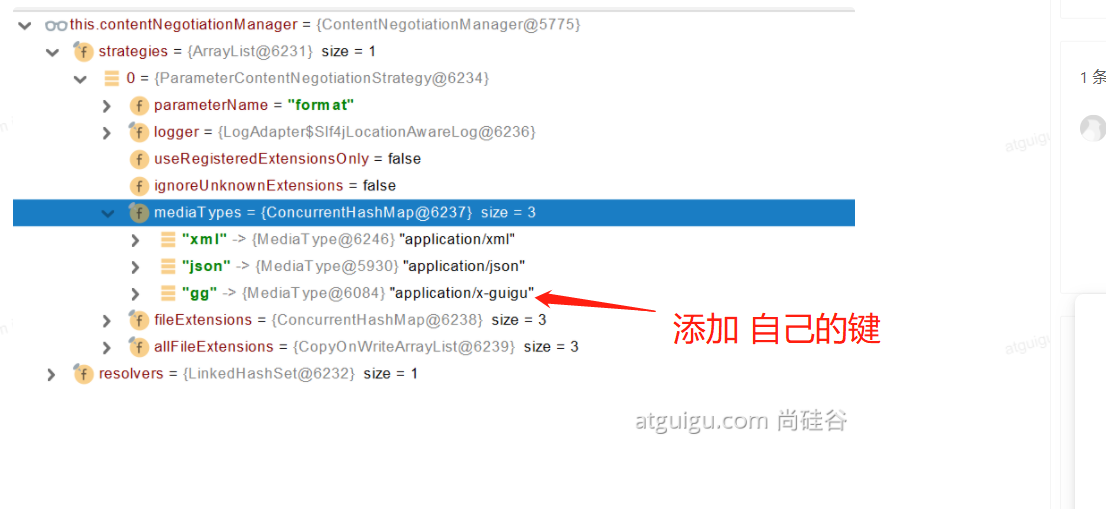 this.contentNegotiationManager = {ContentNegotiationManager@5775}
strategies = {ArrayList@6231} size = 1
0 = {ParameterContentNegotiationStrategy@6234}
parameterName = "format"
logger = {LogAdapter$Slf4jLocationAwareLog@6236}
useRegisteredExtensionsOnly = false
ignoreUnknownExtensions = false
mediaTypes = {ConcurrentHashMap@6237} size = 3
"xml" -> {MediaType@6246} "application/xml"
"json" -> {MediaType@5930} "application/json"
"gg" -> {MediaType@6084} "application/x-guigu"
fileExtensions = {ConcurrentHashMap@6238} size = 3
allFileExtensions = {CopyOnWriteArrayList@6239} size = 3
resolvers = {LinkedHashSet@6232} size = 1
添加 自己的键
atguigu.com 尚硅谷
1 条
atguigu
atguigu